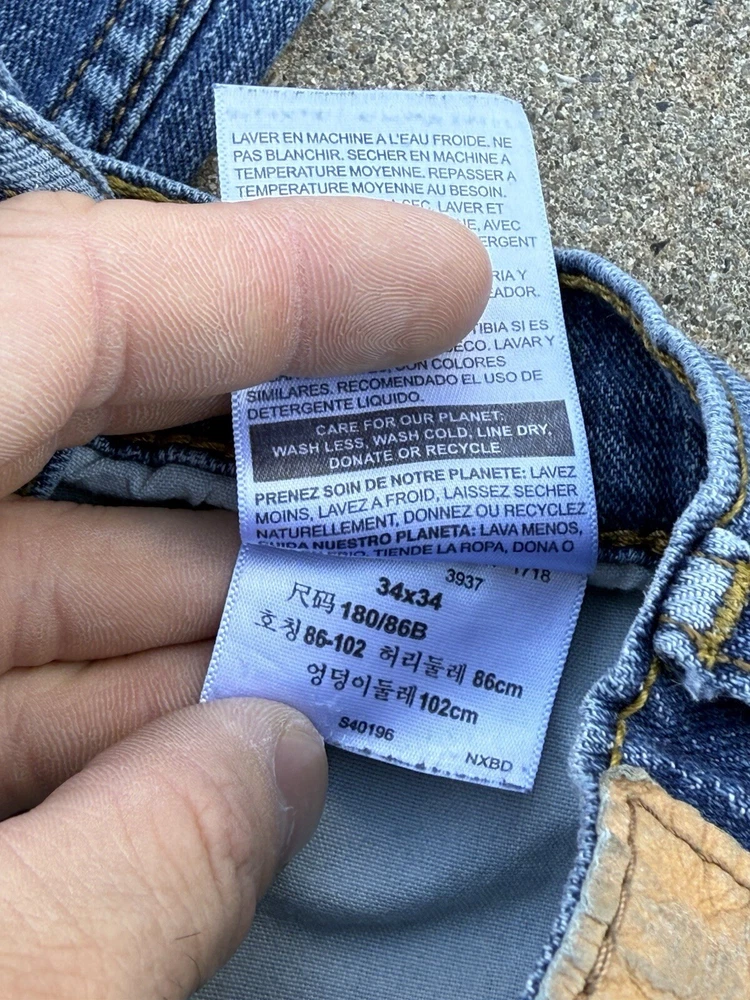 LAVER EN MACHINE A L'EAU FROIDE. NE
PAS BLANCHIR. SECHER EN MACHINE A
TEMPERATURE MOYENNE. REPASSER A
TEMPERATURE MOYENNE AU BESOIN.
SEC. LAVER ET
AVEC
RIA Y
TIBIA SI ES
LAVAR Y
CON COLORES
SIMILARES. RECOMENDADO EL USO DE
DETERGENTE LIQUIDO.
CARE FOR OUR PLANET:
WASH LESS, WASH COLD, LINE DRY,
DONATE OR RECYCLE
PRENEZ SOIN DE NOTRE PLANETE: LAVEZ
MOINS, LAVEZ A FROID, LAISSEZ SECHER
NATURELLEMENT, DONNEZ OU RECYCLEZ
NUESTRO PLANETA: LAVA MENOS,
TIENDE LA ROPA, DONA O
3937 1718
34x34
尺码 180/86B
호칭 86-102 허리둘레 86cm
엉덩이둘레 102cm
S40196
NXBD